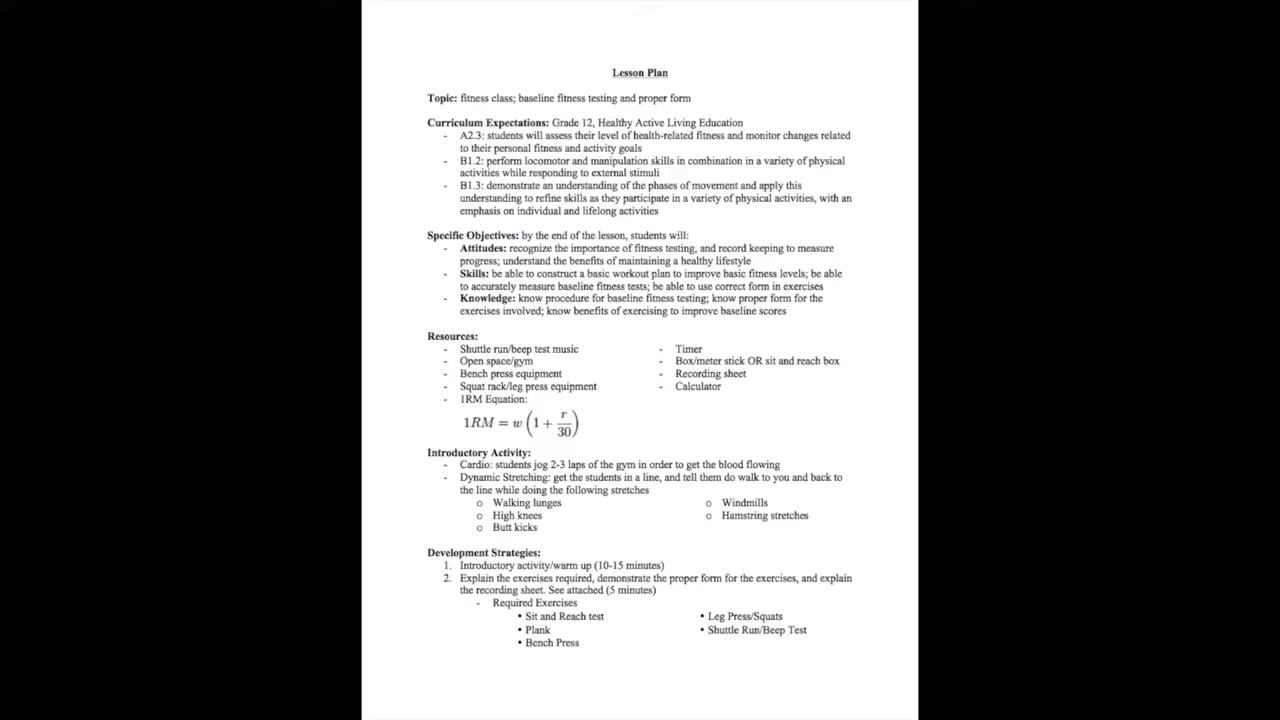 Lesson Plan
Topic: fitness class; baseline fitness testing and proper form
Curriculum Expectations: Grade 12, Healthy Active Living Education
- A2.3: students will assess their level of health-related fitness and monitor changes related
to their personal fitness and activity goals
- B1.2: perform locomotor and manipulation skills in combination in a variety of physical
activities while responding to external stimuli
- B1.3: demonstrate an understanding of the phases of movement and apply this
understanding to refine skills as they participate in a variety of physical activities, with an
emphasis on individual and lifelong activities
Specific Objectives: by the end of the lesson, students will:
- Attitudes: recognize the importance of fitness testing, and record keeping to measure
progress; understand the benefits of maintaining a healthy lifestyle
- Skills: be able to construct a basic workout plan to improve basic fitness levels; be able
to accurately measure baseline fitness tests; be able to use correct form in exercises
- Knowledge: know procedure for baseline fitness testing; know proper form for the
exercises involved; know benefits of exercising to improve baseline scores
Resources:
- Shuttle run/beep test music
- Open space/gym
- Bench press equipment
- Squat rack/leg press equipment
- 1RM Equation:
1RM = w(1 + r/30)
- Timer
- Box/meter stick OR sit and reach box
- Recording sheet
- Calculator
Introductory Activity:
- Cardio: students jog 2-3 laps of the gym in order to get the blood flowing
- Dynamic Stretching: get the students in a line, and tell them do walk to you and back to
the line while doing the following stretches
o Walking lunges
o High knees
o Butt kicks
o Windmills
o Hamstring stretches
Development Strategies:
1. Introductory activity/warm up (10-15 minutes)
2. Explain the exercises required, demonstrate the proper form for the exercises, and explain
the recording sheet. See attached (5 minutes)
- Required Exercises
• Sit and Reach test
• Plank
• Bench Press
• Leg Press/Squats
• Shuttle Run/Beep Test